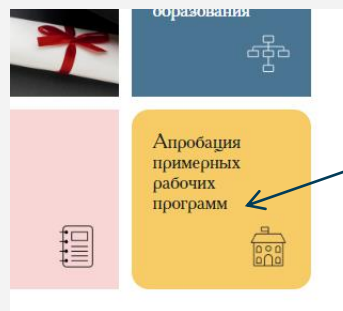 образования
Апробация
примерных
рабочих
программ